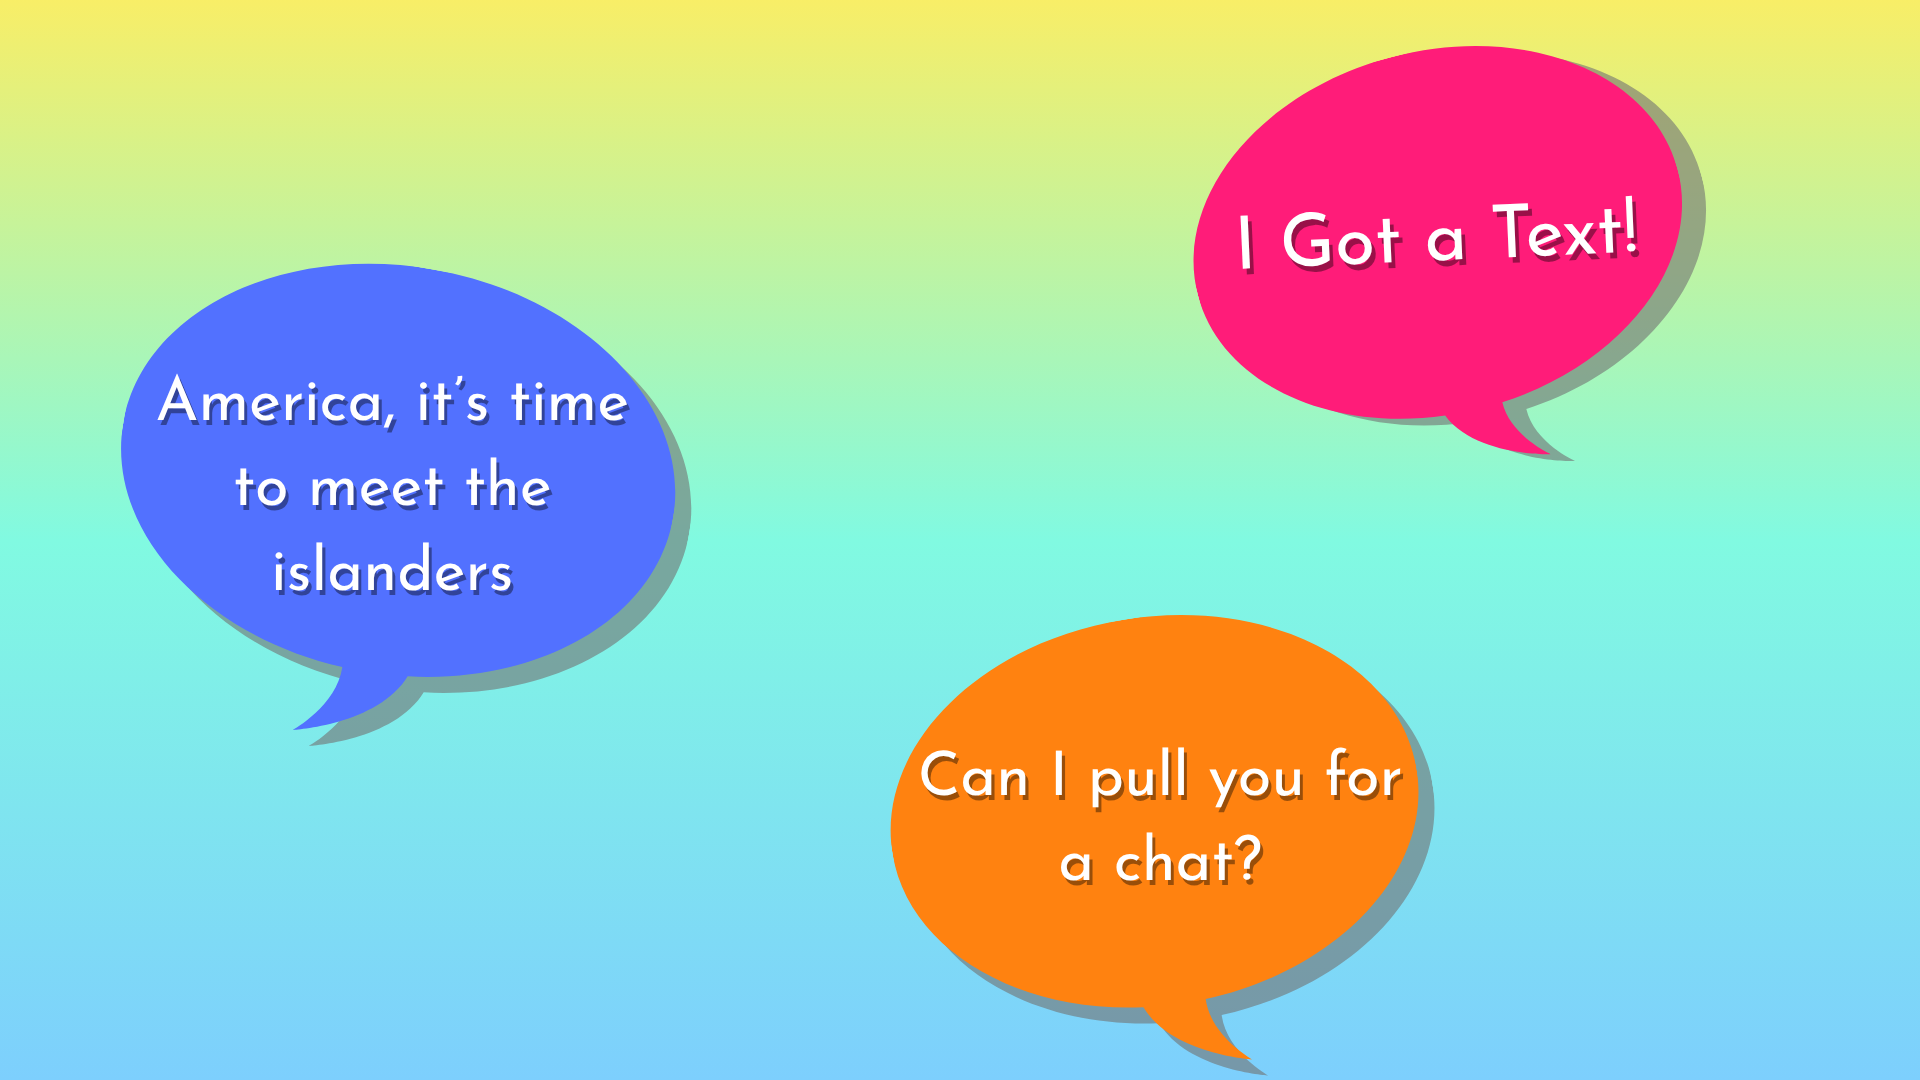 I Got a Text!
America, it’s time
to meet the
islanders
Can I pull you for
a chat?